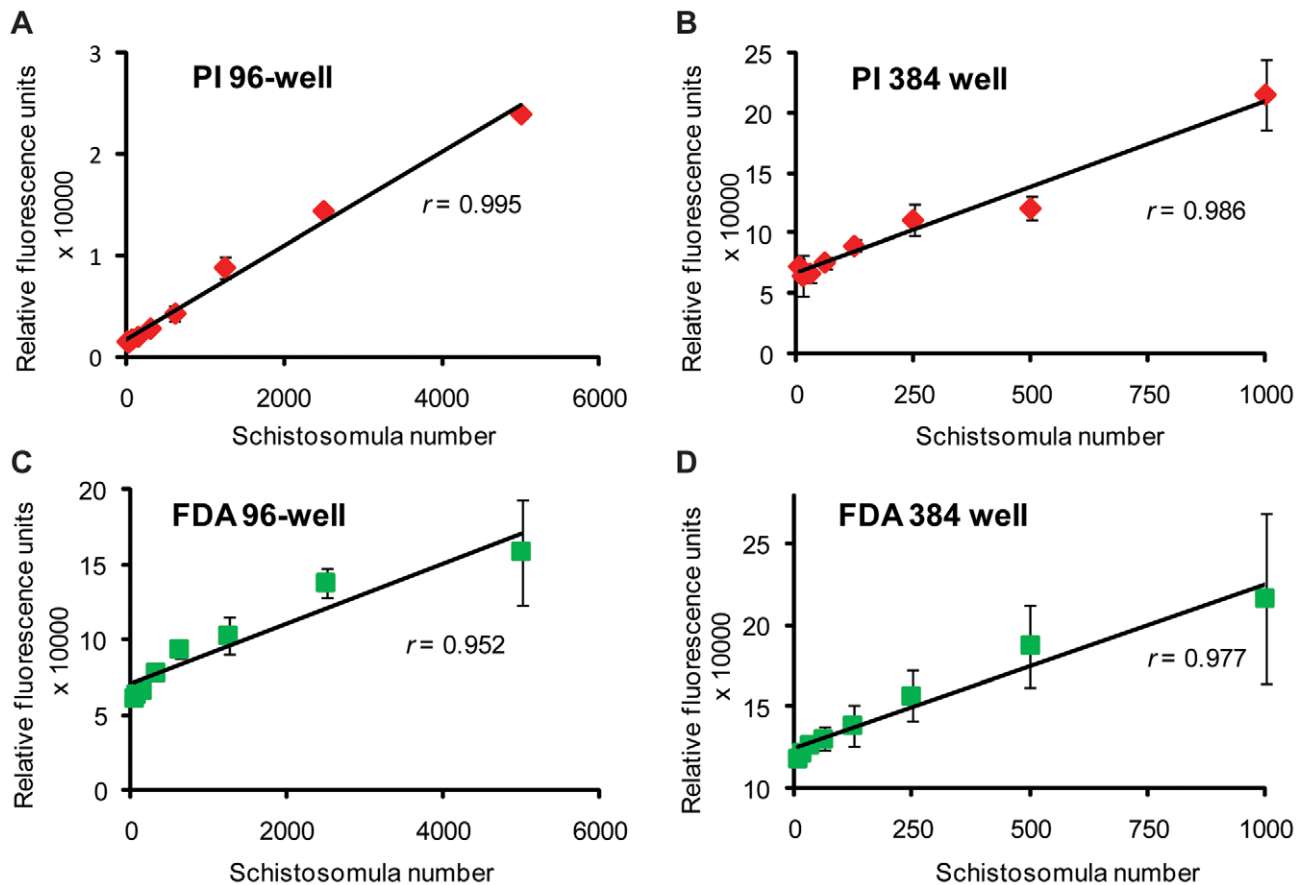 A
PI 96-well
Relative fluorescence units
x 10000
3
2
1
0
r = 0.995
0 2000 4000 6000
Schistosomula number
B
PI 384 well
Relative fluorescence units
x 10000
25
20
15
10
5
0
r = 0.986
0 250 500 750 1000
Schistsomula number
C
FDA 96-well
Relative fluorescence units
x 10000
20
15
10
5
0
r = 0.952
0 2000 4000 6000
Schistosomula number
D
FDA 384 well
Relative fluorescence units
x 10000
25
20
15
10
r = 0.977
0 250 500 750 1000
Schistosomula number